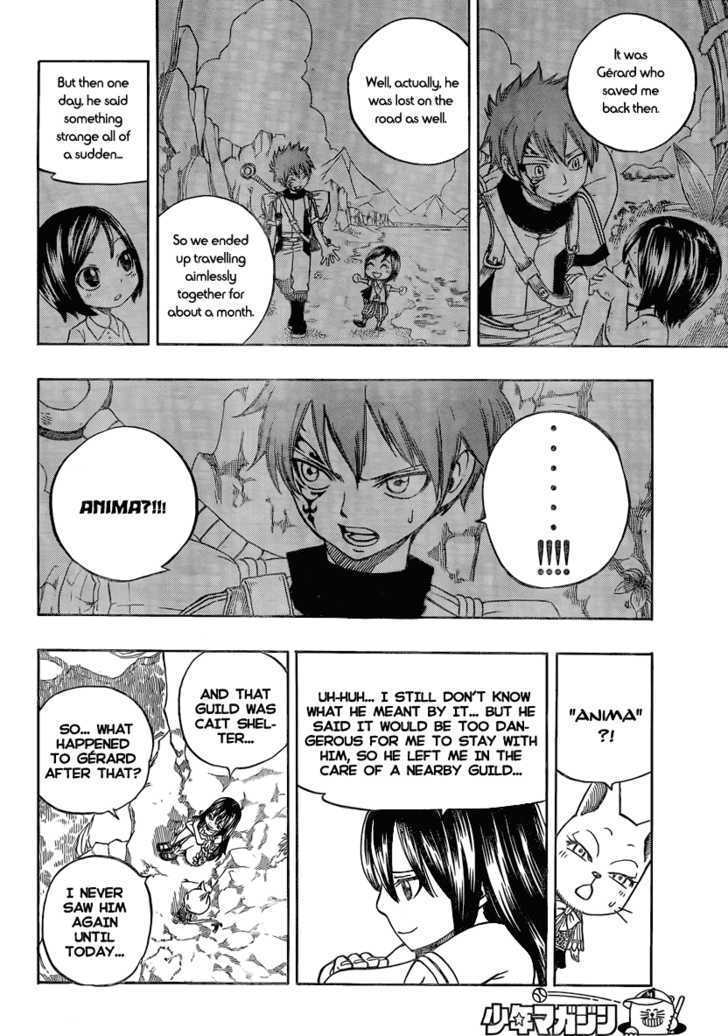 It was
Gérard who
saved me
back then.
Well, actually, he
was lost on the
road as well.
So we ended
up travelling
aimlessly
together for
about a month.
But then one
day, he said
something
strange all of
a sudden...
.......!!!!
ANIMA?!!!
"ANIMA"
?!
UH-HUH... I STILL DON'T KNOW
WHAT HE MEANT BY IT... BUT HE
SAID IT WOULD BE TOO DAN-
GEROUS FOR ME TO STAY WITH
HIM, SO HE LEFT ME IN THE
CARE OF A NEARBY GUILD...
AND THAT
GUILD WAS
CAIT SHEL-
TER...
SO... WHAT
HAPPENED
TO GÉRARD
AFTER THAT?
I NEVER
SAW HIM
AGAIN
UNTIL
TODAY...
少年マガジン